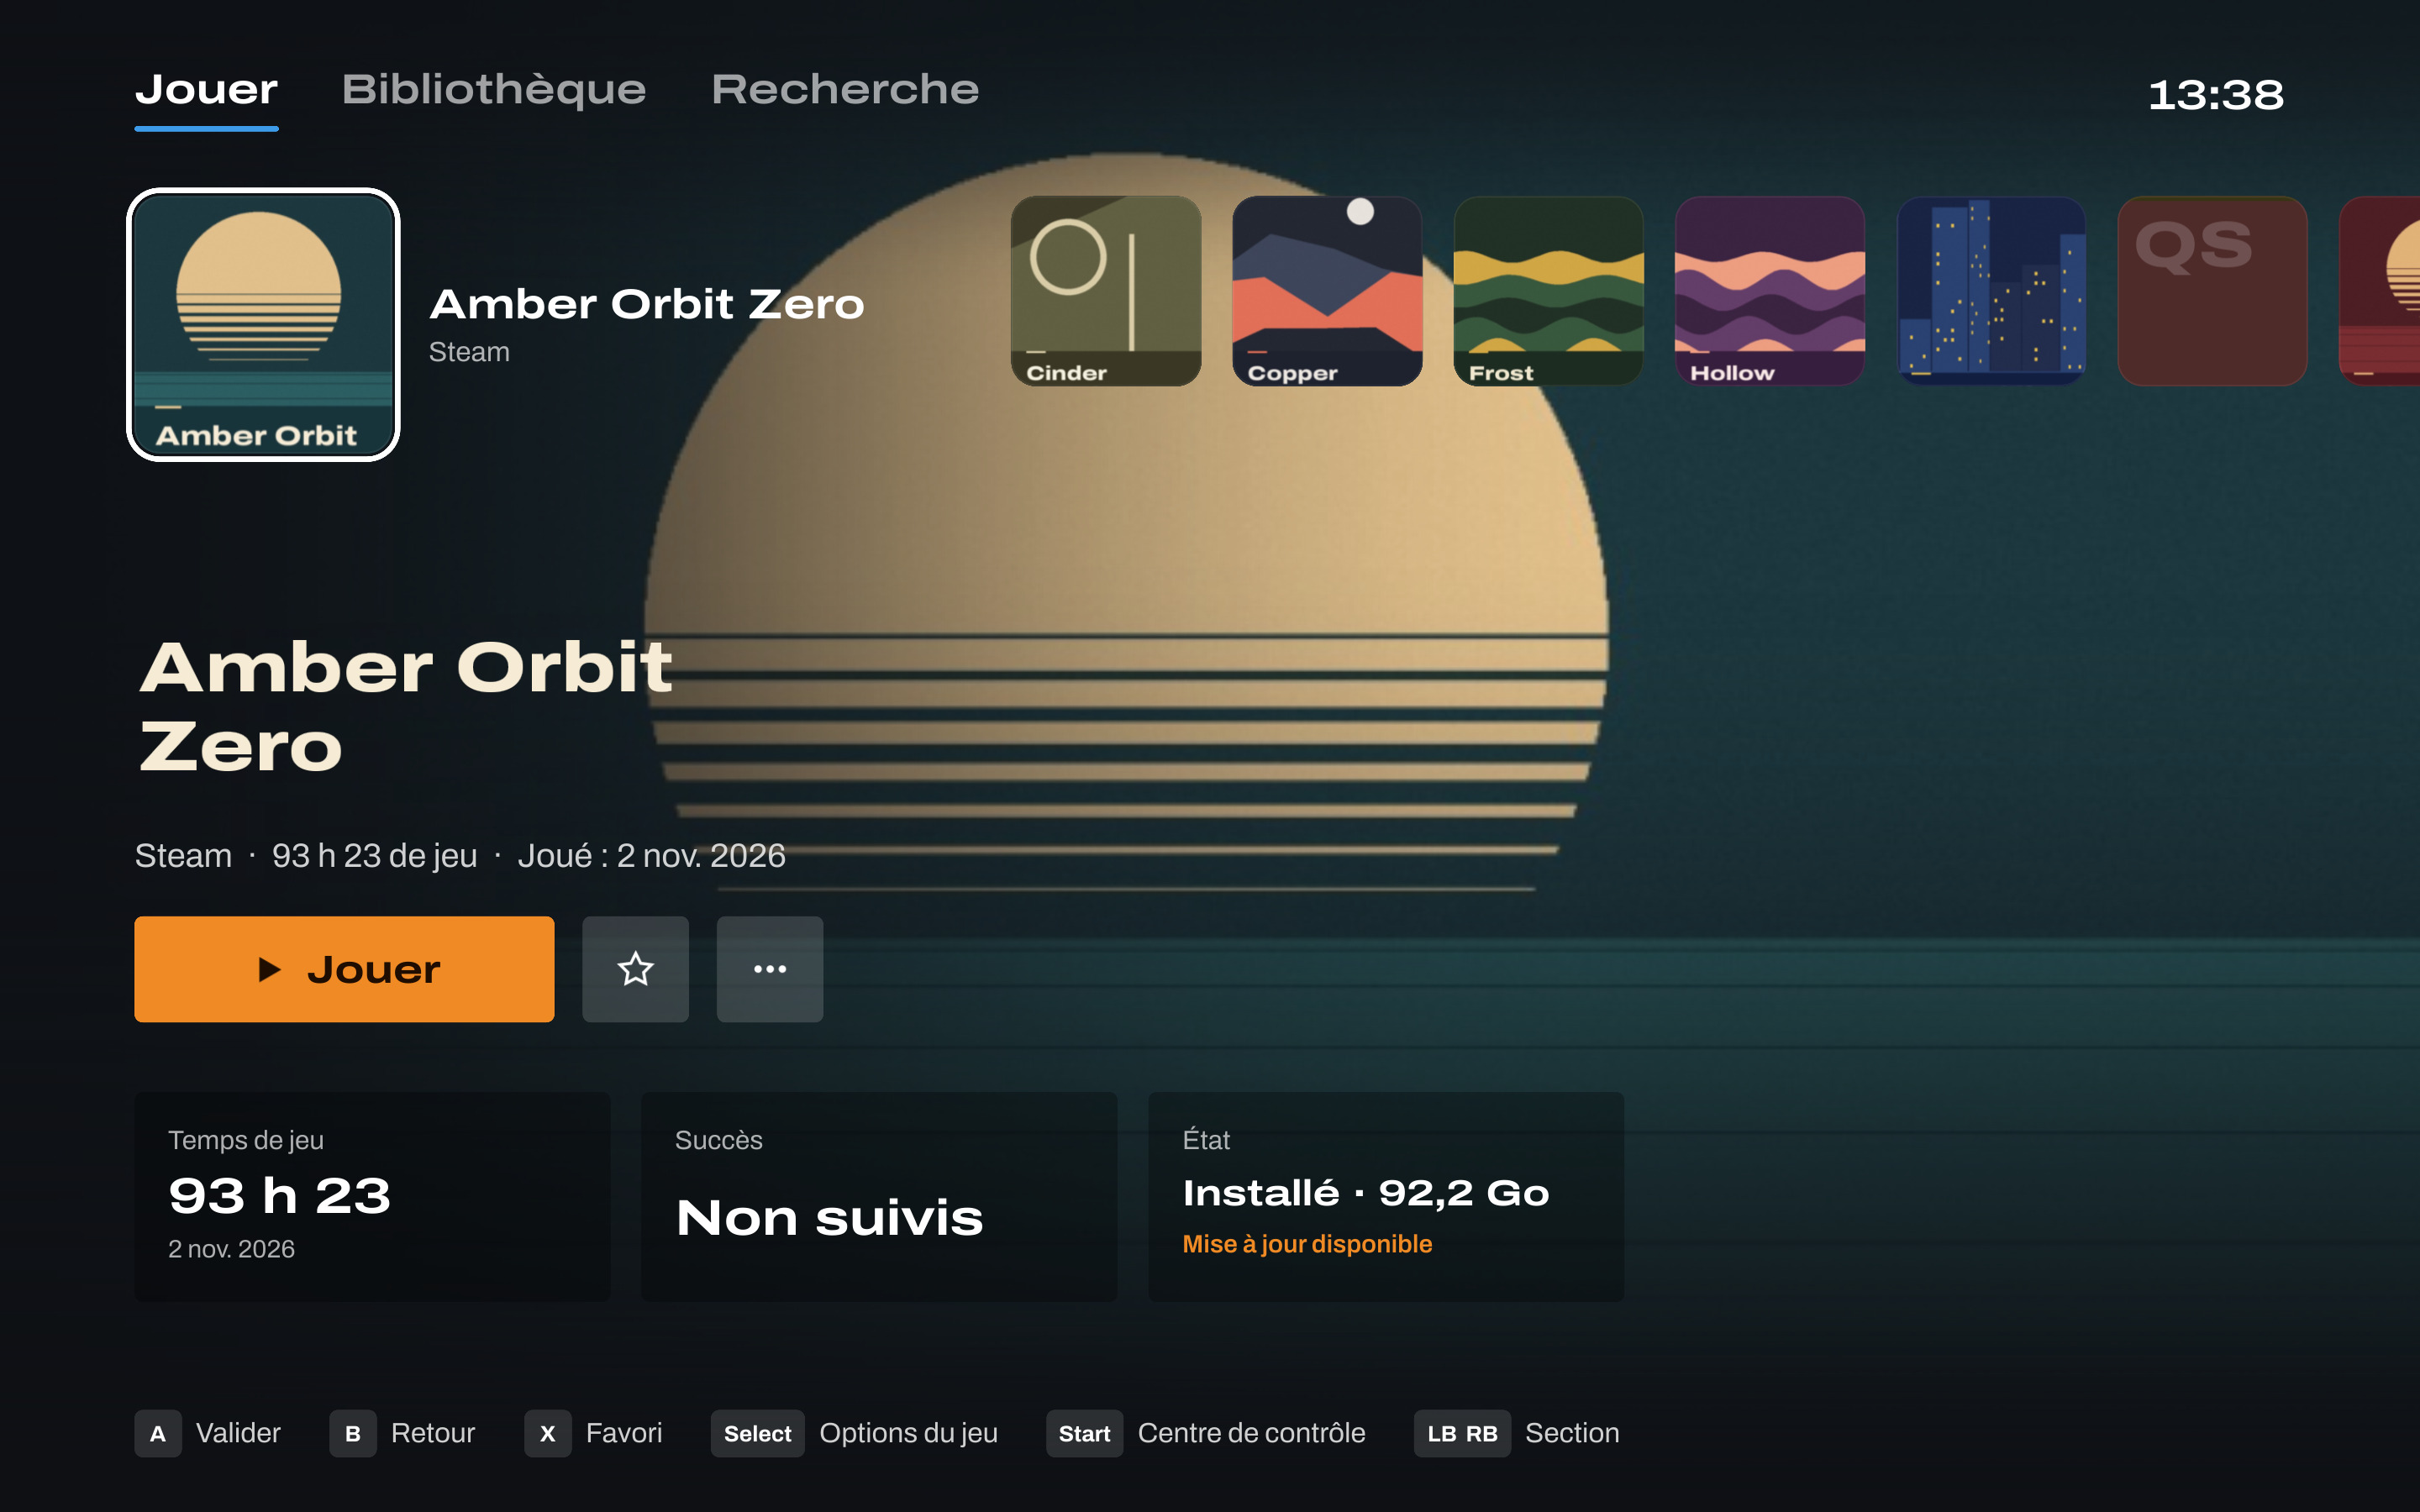 Jouer Bibliothèque Recherche 13:38
Amber Orbit
Amber Orbit Zero
Steam
Cinder
Copper
Frost
Hollow
QS
Amber Orbit
Zero
Steam · 93 h 23 de jeu · Joué : 2 nov. 2026
Jouer
Temps de jeu
93 h 23
2 nov. 2026
Succès
Non suivis
État
Installé · 92,2 Go
Mise à jour disponible
A Valider B Retour X Favori Select Options du jeu Start Centre de contrôle LB RB Section